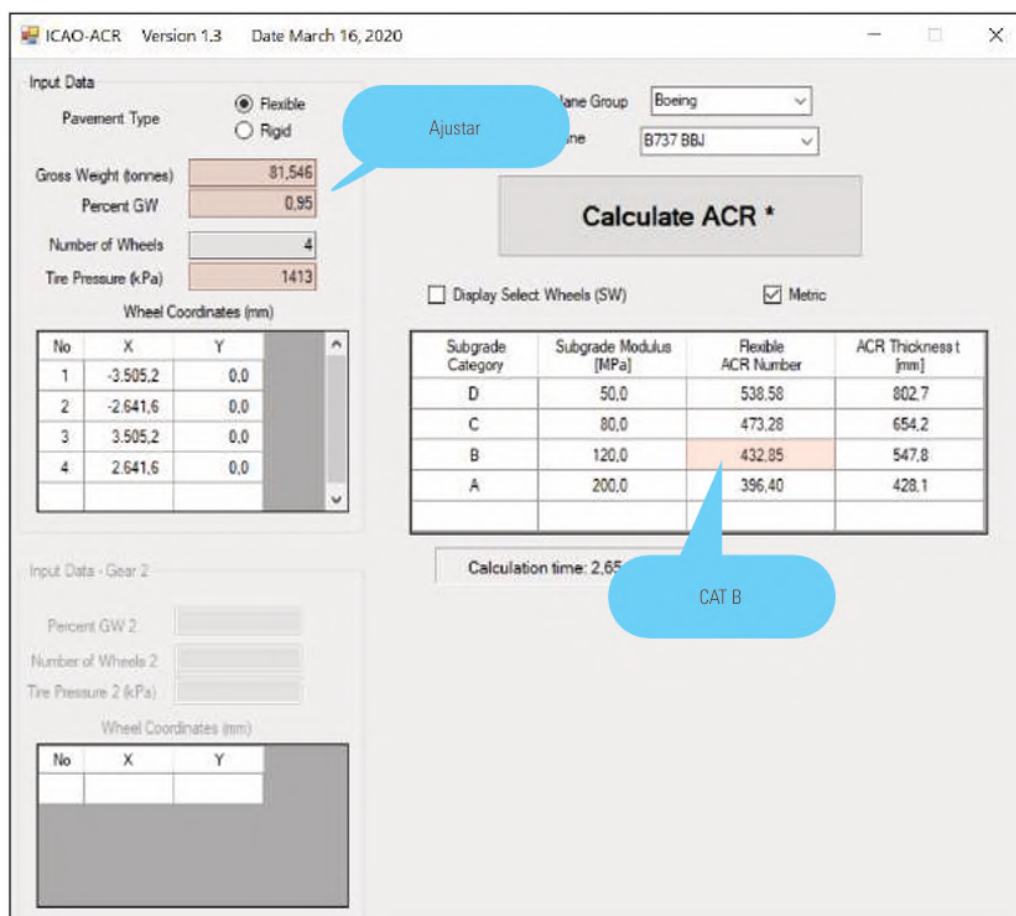 ICAO-ACR Version 1.3 Date March 16, 2020
Input Data
Pavement Type
Flexible
Rigid
Ajustar
Group
Boeing
B737 BBJ
Gross Weight (tonnes) 81,546
Percent GW 0,95
Number of Wheels 4
Tire Pressure (kPa) 1413
Calculate ACR *
Display Select Wheels (SW)
Metric
Wheel Coordinates (mm)
No X Y
1 -3.505,2 0,0
2 -2.641,6 0,0
3 3.505,2 0,0
4 2.641,6 0,0
Subgrade Category Subgrade Modulus [MPa] Flexible ACR Number ACR Thickness t [mm]
D 50,0 538,58 802,7
C 80,0 473,28 654,2
B 120,0 432,85 547,8
A 200,0 396,40 428,1
Calculation time: 2,65
CAT B
Input Data - Gear 2
Percent GW 2
Number of Wheels 2
Tire Pressure 2 (kPa)
Wheel Coordinates (mm)
No X Y